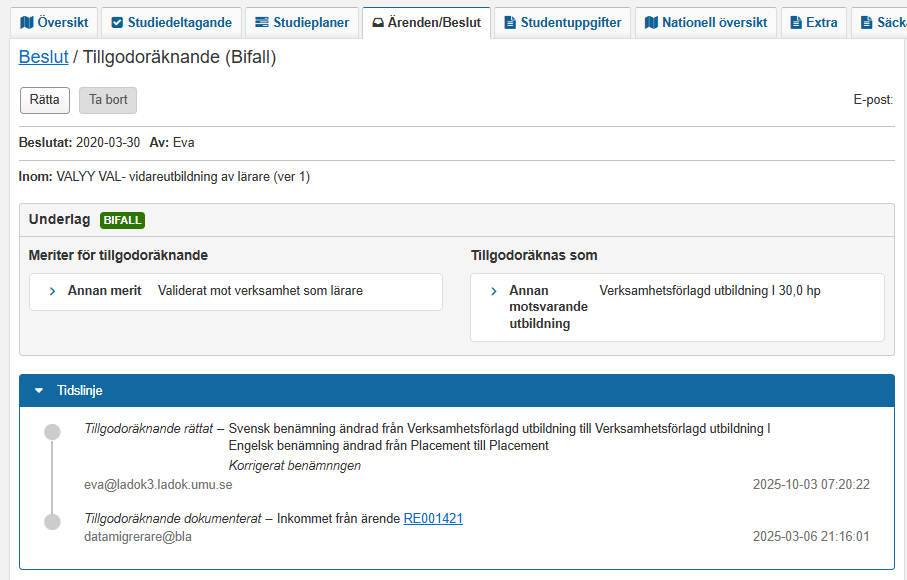 Översikt Studiedeltagande Studieplaner Ärenden/Beslut Studentuppgifter Nationell översikt Extra Säck
Beslut / Tillgodoräknande (Bifall)
Rätta Ta bort E-post:
Beslutat: 2020-03-30 Av: Eva
Inom: VALYY VAL- vidareutbildning av lärare (ver 1)
Underlag BIFALL
Meriter för tillgodoräknande
Annan merit Validerat mot verksamhet som lärare
Tillgodoräknas som
Annan motsvarande utbildning Verksamhetsförlagd utbildning I 30,0 hp
Tidslinje
Tillgodoräknande rättat – Svensk benämning ändrad från Verksamhetsförlagd utbildning till Verksamhetsförlagd utbildning I
Engelsk benämning ändrad från Placement till Placement
Korrigerat benämnngen
eva@ladok3.ladok.umu.se 2025-10-03 07:20:22
Tillgodoräknande dokumenterat – Inkommet från ärende RE001421
datamigrerare@bla 2025-03-06 21:16:01